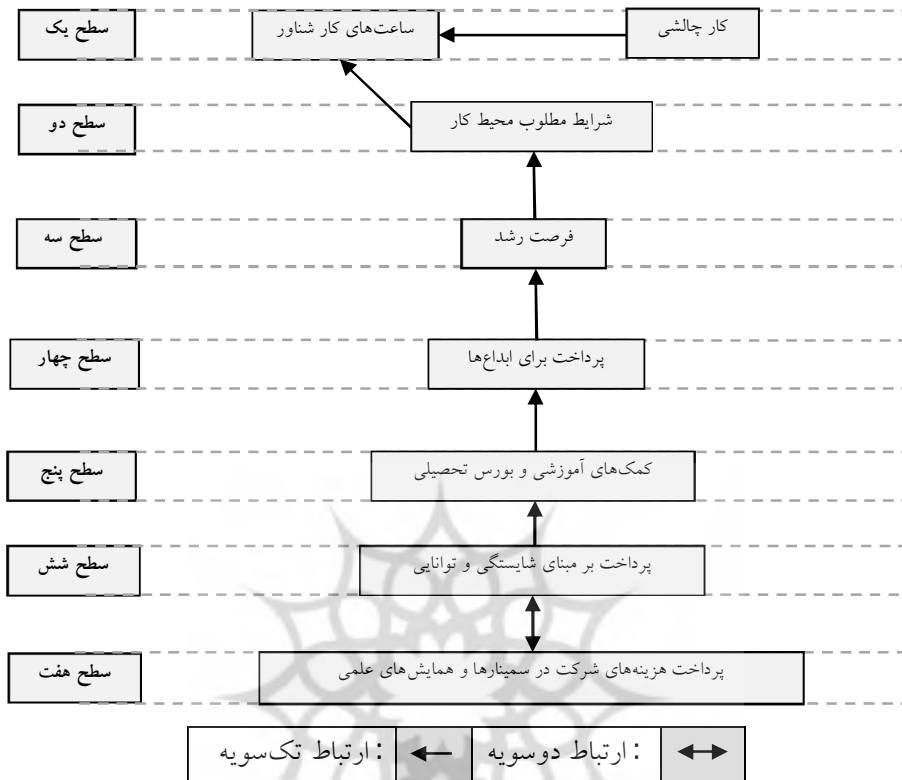 سطح یک
ساعت‌های کار شناور
کار چالشی
سطح دو
شرایط مطلوب محیط کار
سطح سه
فرصت رشد
سطح چهار
پرداخت برای ابداع‌ها
سطح پنج
کمک‌های آموزشی و بورس تحصیلی
سطح شش
پرداخت بر مبنای شایستگی و توانایی
سطح هفت
پرداخت هزینه‌های شرکت در سمینارها و همایش‌های علمی
: ارتباط دوسویه
: ارتباط تک‌سویه